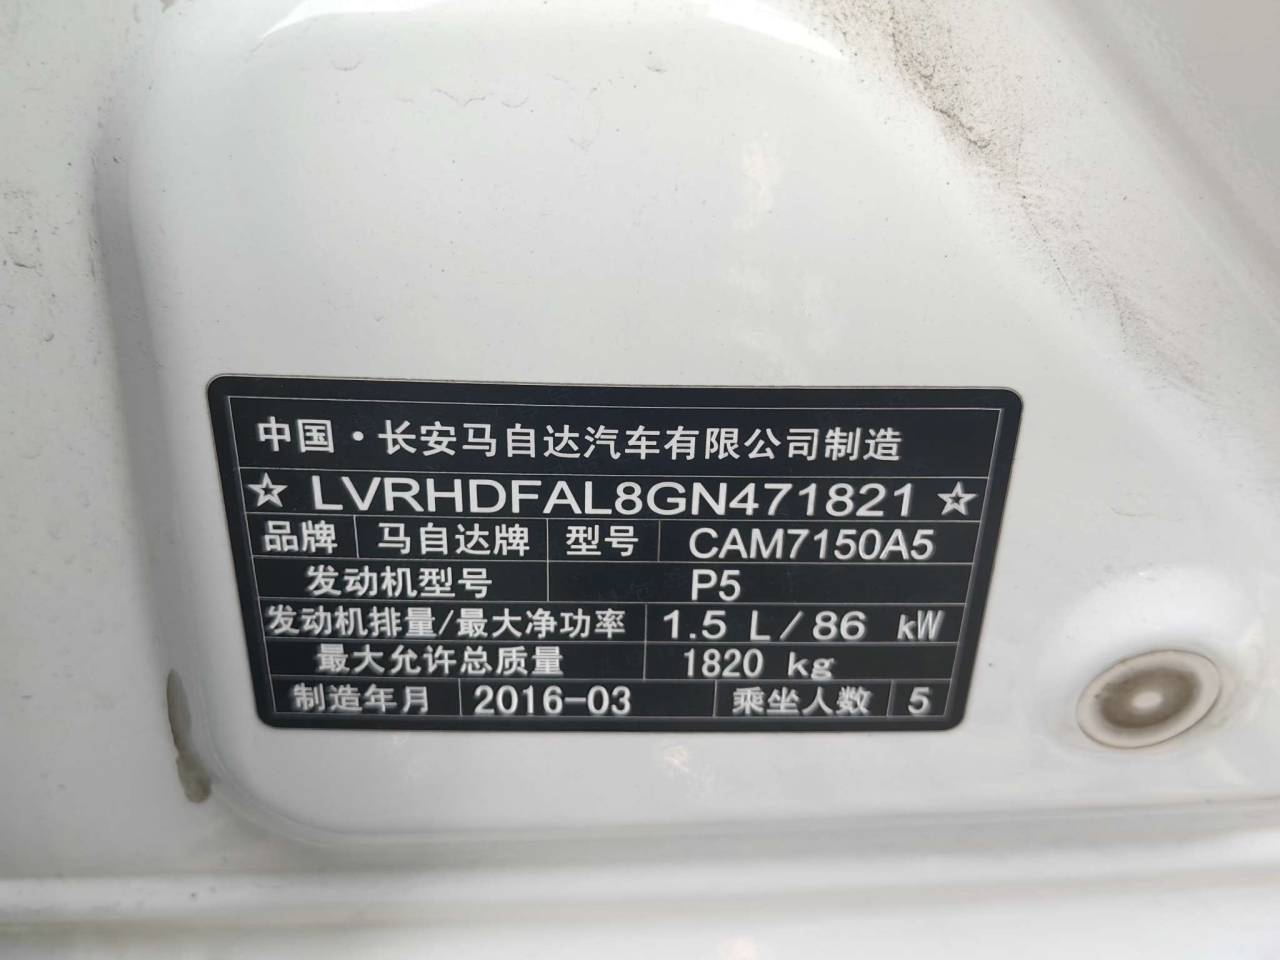 中国·长安马自达汽车有限公司制造
☆ LVRHDFAL8GN471821 ☆
品牌 马自达牌 型号 CAM7150A5
发动机型号 P5
发动机排量/最大净功率 1.5 L/86 kW
最大允许总质量 1820 kg
制造年月 2016-03 乘坐人数 5